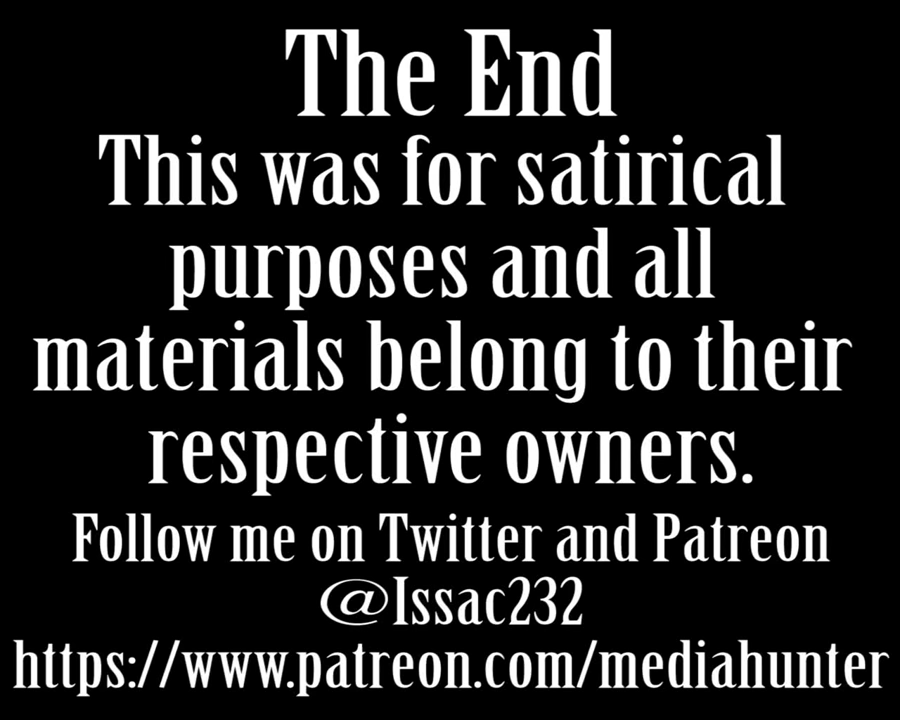 The End
This was for satirical
purposes and all
materials belong to their
respective owners.
Follow me on Twitter and Patreon
@Issac232
https://www.patreon.com/mediahunter